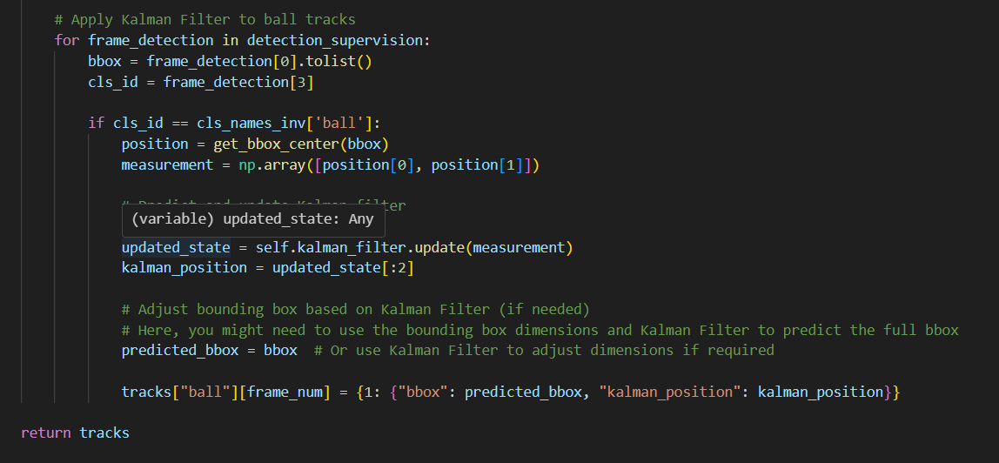 # Apply Kalman Filter to ball tracks
for frame_detection in detection_supervision:
bbox = frame_detection[0].tolist()
cls_id = frame_detection[3]
if cls_id == cls_names_inv['ball']:
position = get_bbox_center(bbox)
measurement = np.array([position[0], position[1]])
# Predict and update Kalman filter
(variable) updated_state: Any
updated_state = self.kalman_filter.update(measurement)
kalman_position = updated_state[:2]
# Adjust bounding box based on Kalman Filter (if needed)
# Here, you might need to use the bounding box dimensions and Kalman Filter to predict the full bbox
predicted_bbox = bbox  # Or use Kalman Filter to adjust dimensions if required
tracks["ball"][frame_num] = {1: {"bbox": predicted_bbox, "kalman_position": kalman_position}}
return tracks